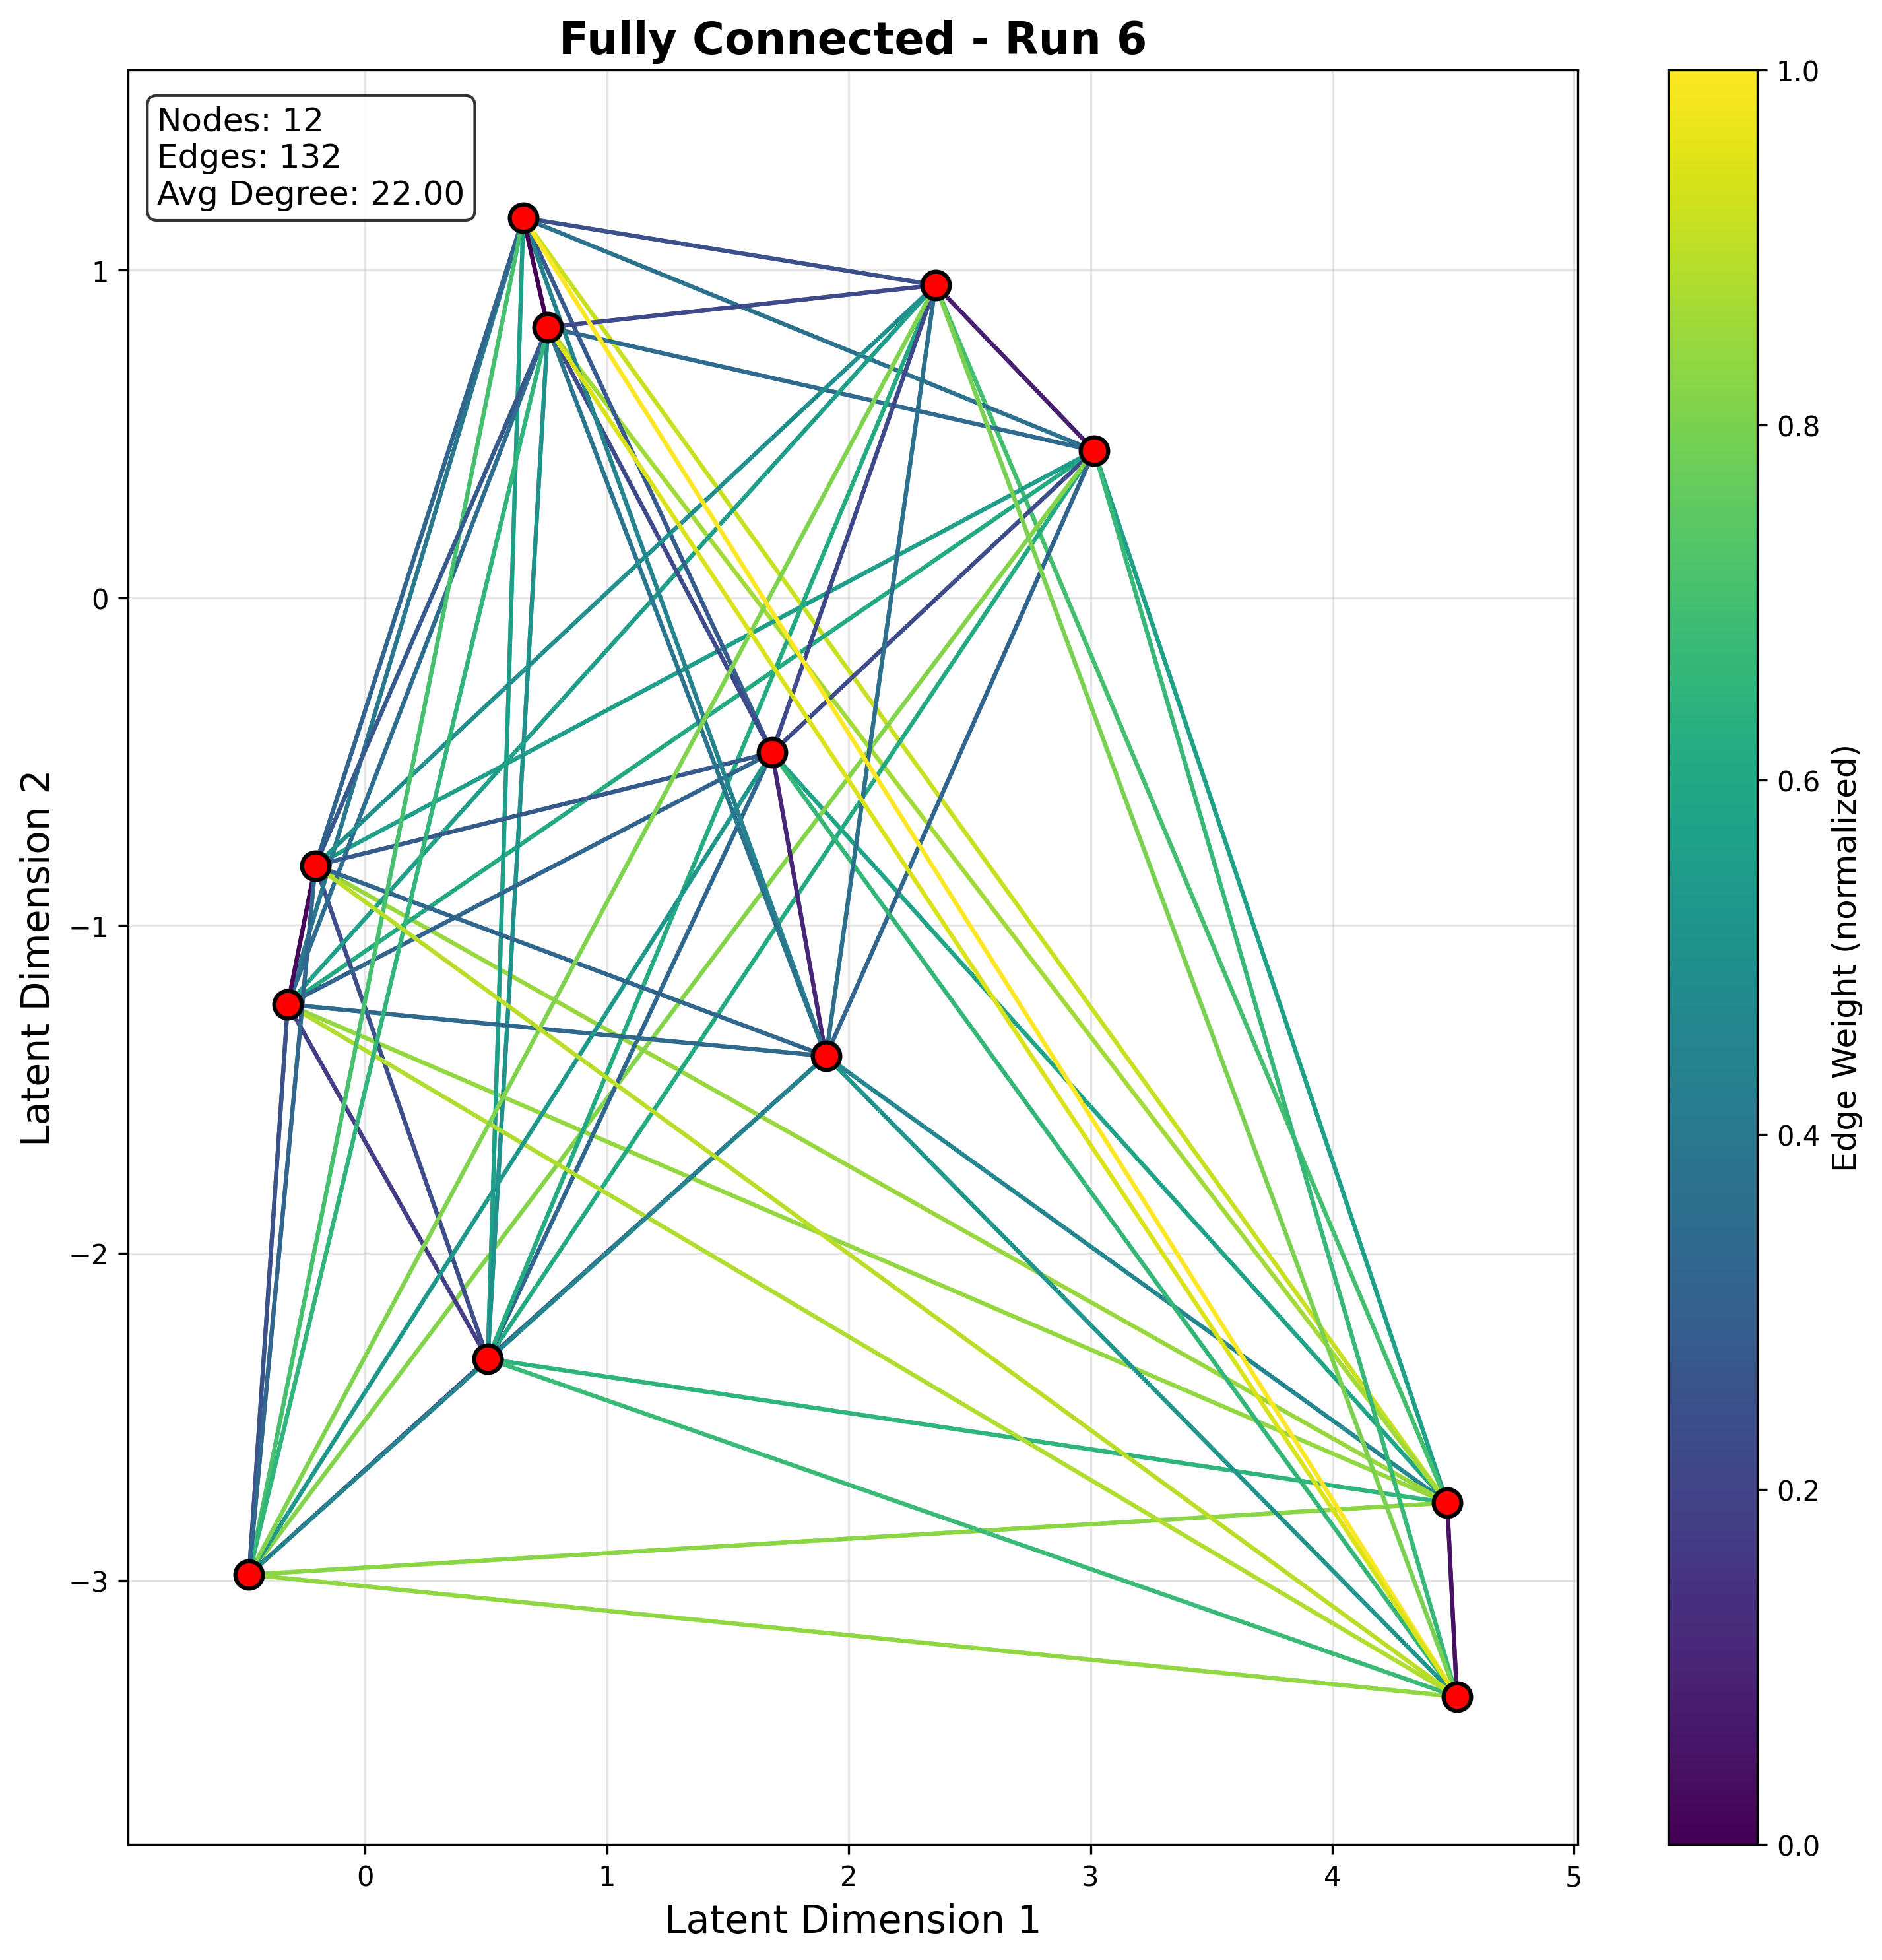 Fully Connected - Run 6
Nodes: 12
Edges: 132
Avg Degree: 22.00
1
0
−1
−2
−3
Latent Dimension 2
0
1
2
3
4
5
Latent Dimension 1
1.0
0.8
0.6
0.4
0.2
0.0
Edge Weight (normalized)